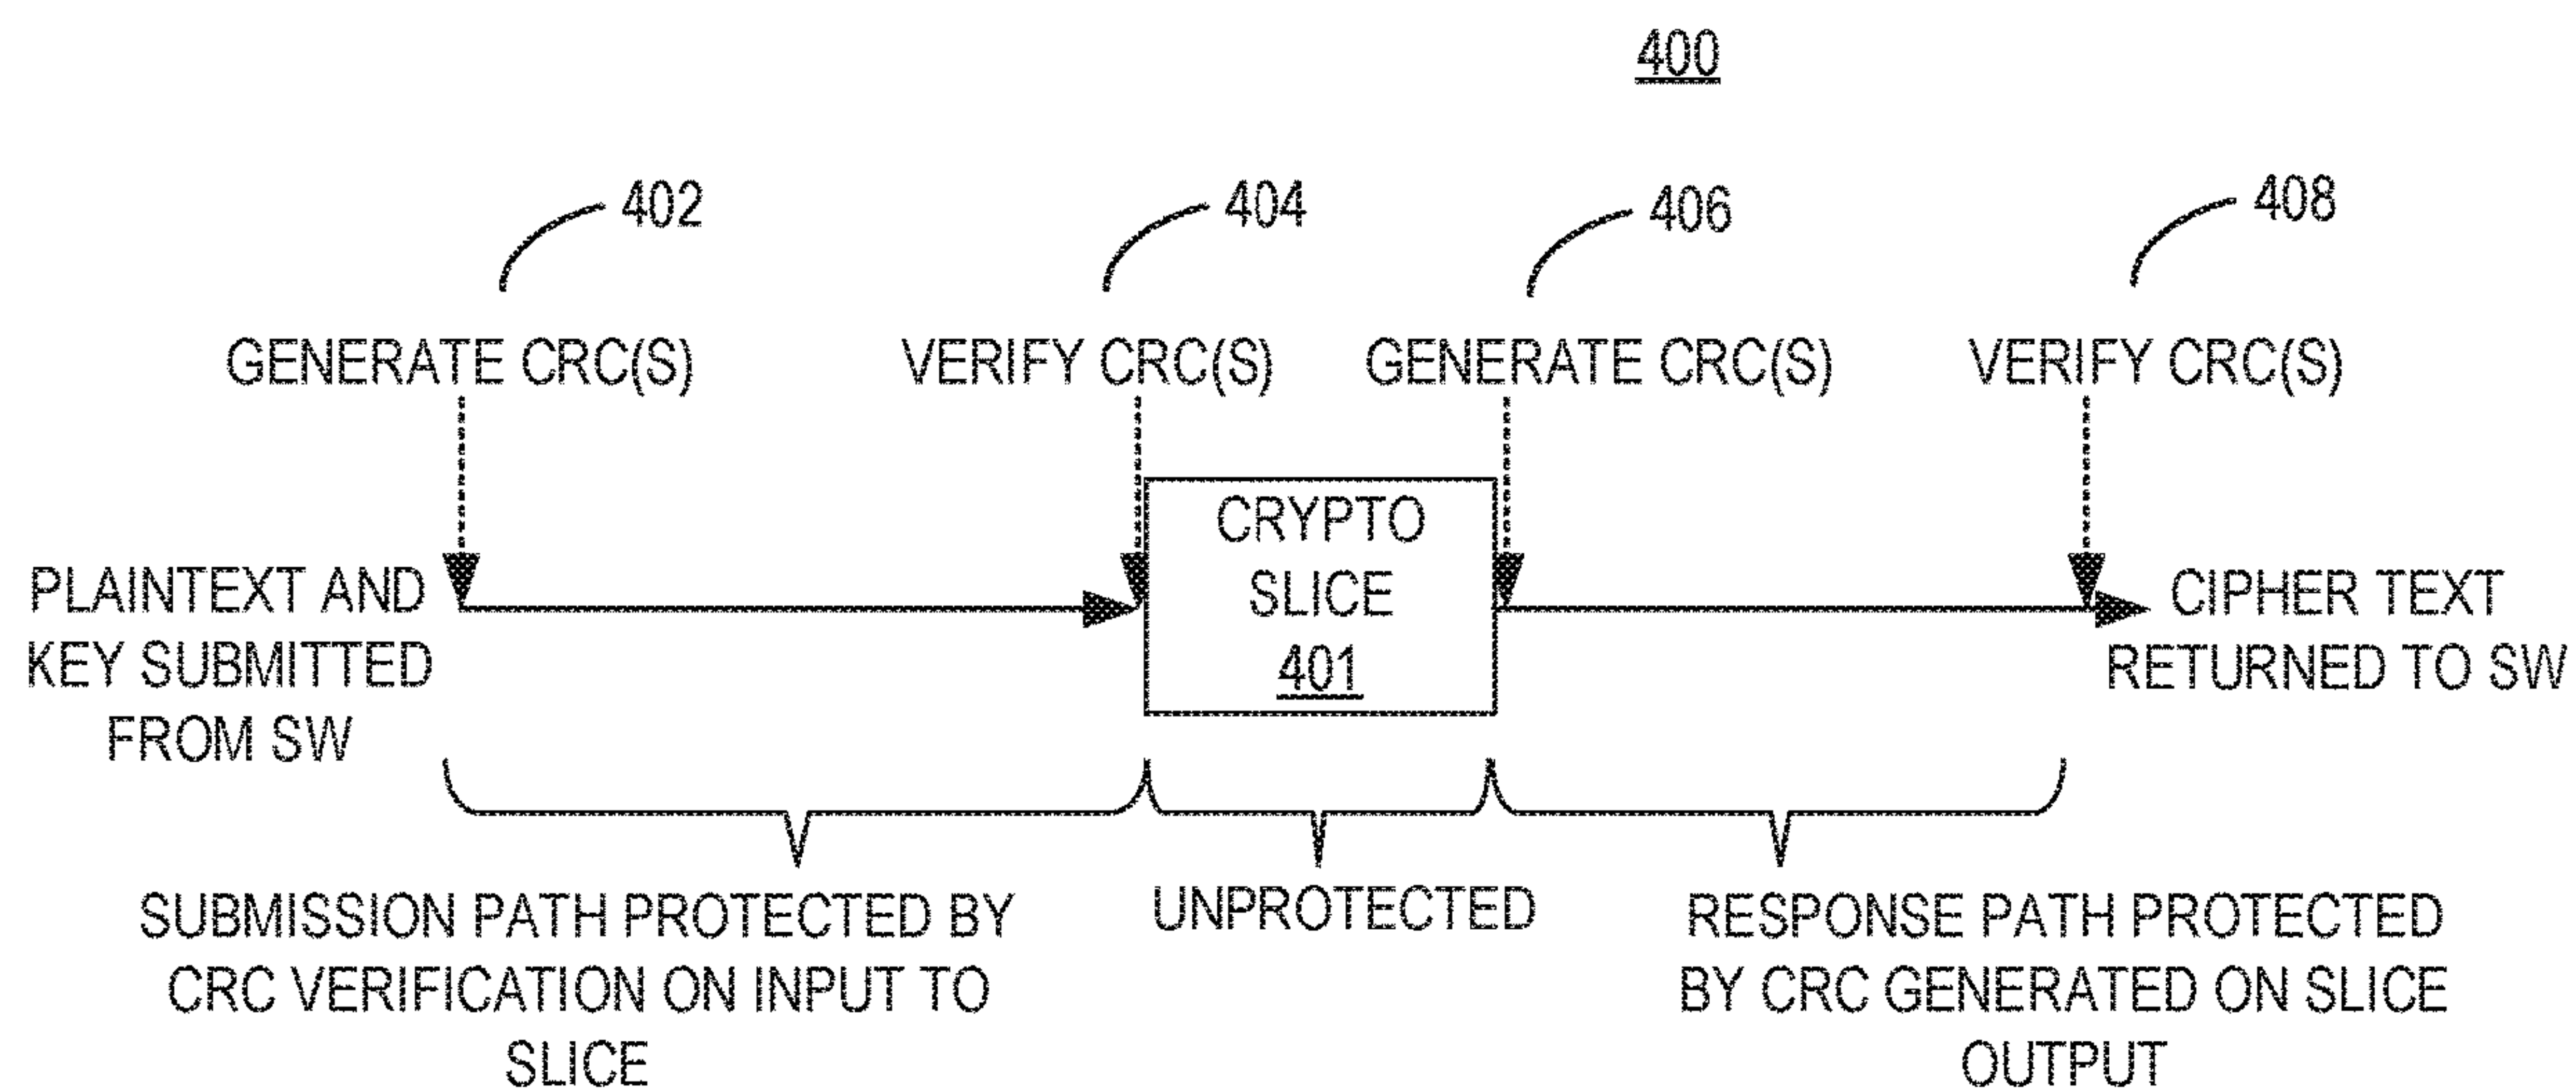 400
402
404
406
408
GENERATE CRC(S)
VERIFY CRC(S)
GENERATE CRC(S)
VERIFY CRC(S)
PLAINTEXT AND
KEY SUBMITTED
FROM SW
CRYPTO
SLICE
401
CIPHER TEXT
RETURNED TO SW
SUBMISSION PATH PROTECTED BY
CRC VERIFICATION ON INPUT TO
SLICE
UNPROTECTED
RESPONSE PATH PROTECTED
BY CRC GENERATED ON SLICE
OUTPUT